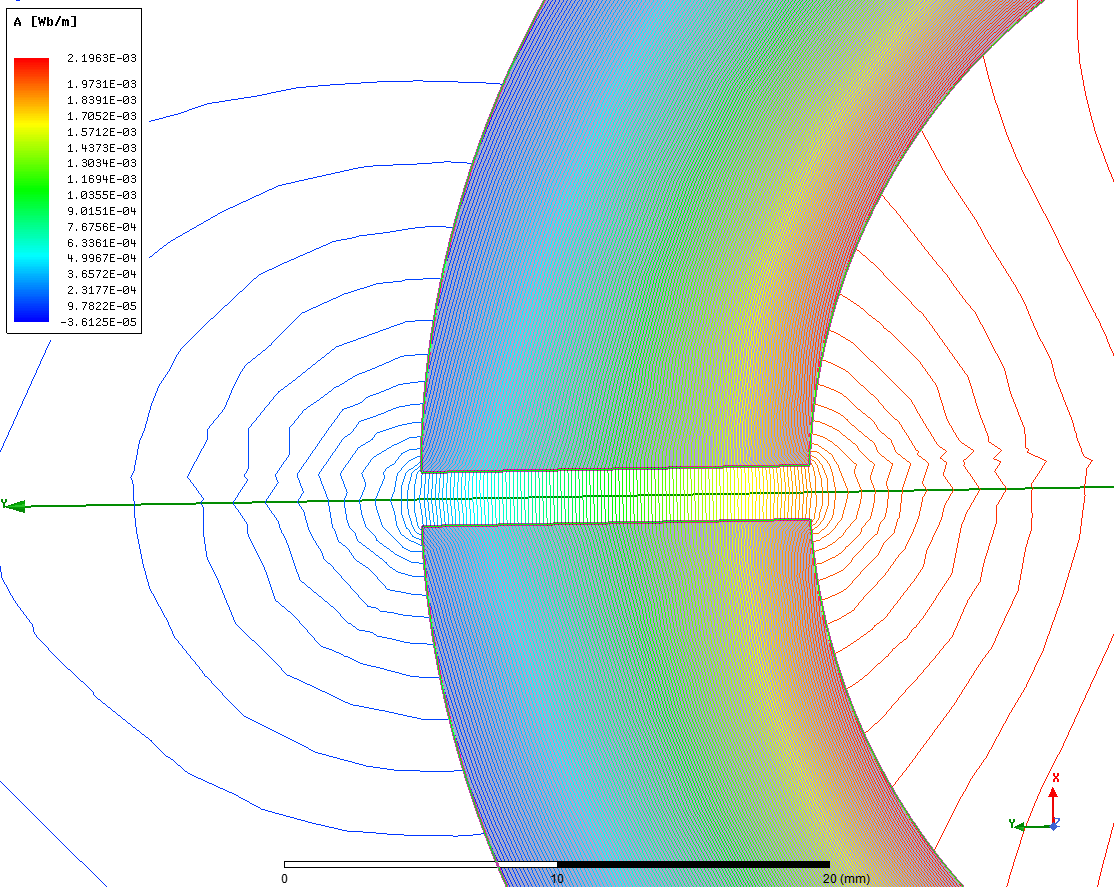 A [Wb/m]
2.1963E-03
1.9731E-03
1.8391E-03
1.7052E-03
1.5712E-03
1.4373E-03
1.3034E-03
1.1694E-03
1.0355E-03
9.0151E-04
7.6756E-04
6.3361E-04
4.9967E-04
3.6572E-04
2.3177E-04
9.7822E-05
-3.6125E-05
Y
X
Y
Z
0 10 20 (mm)